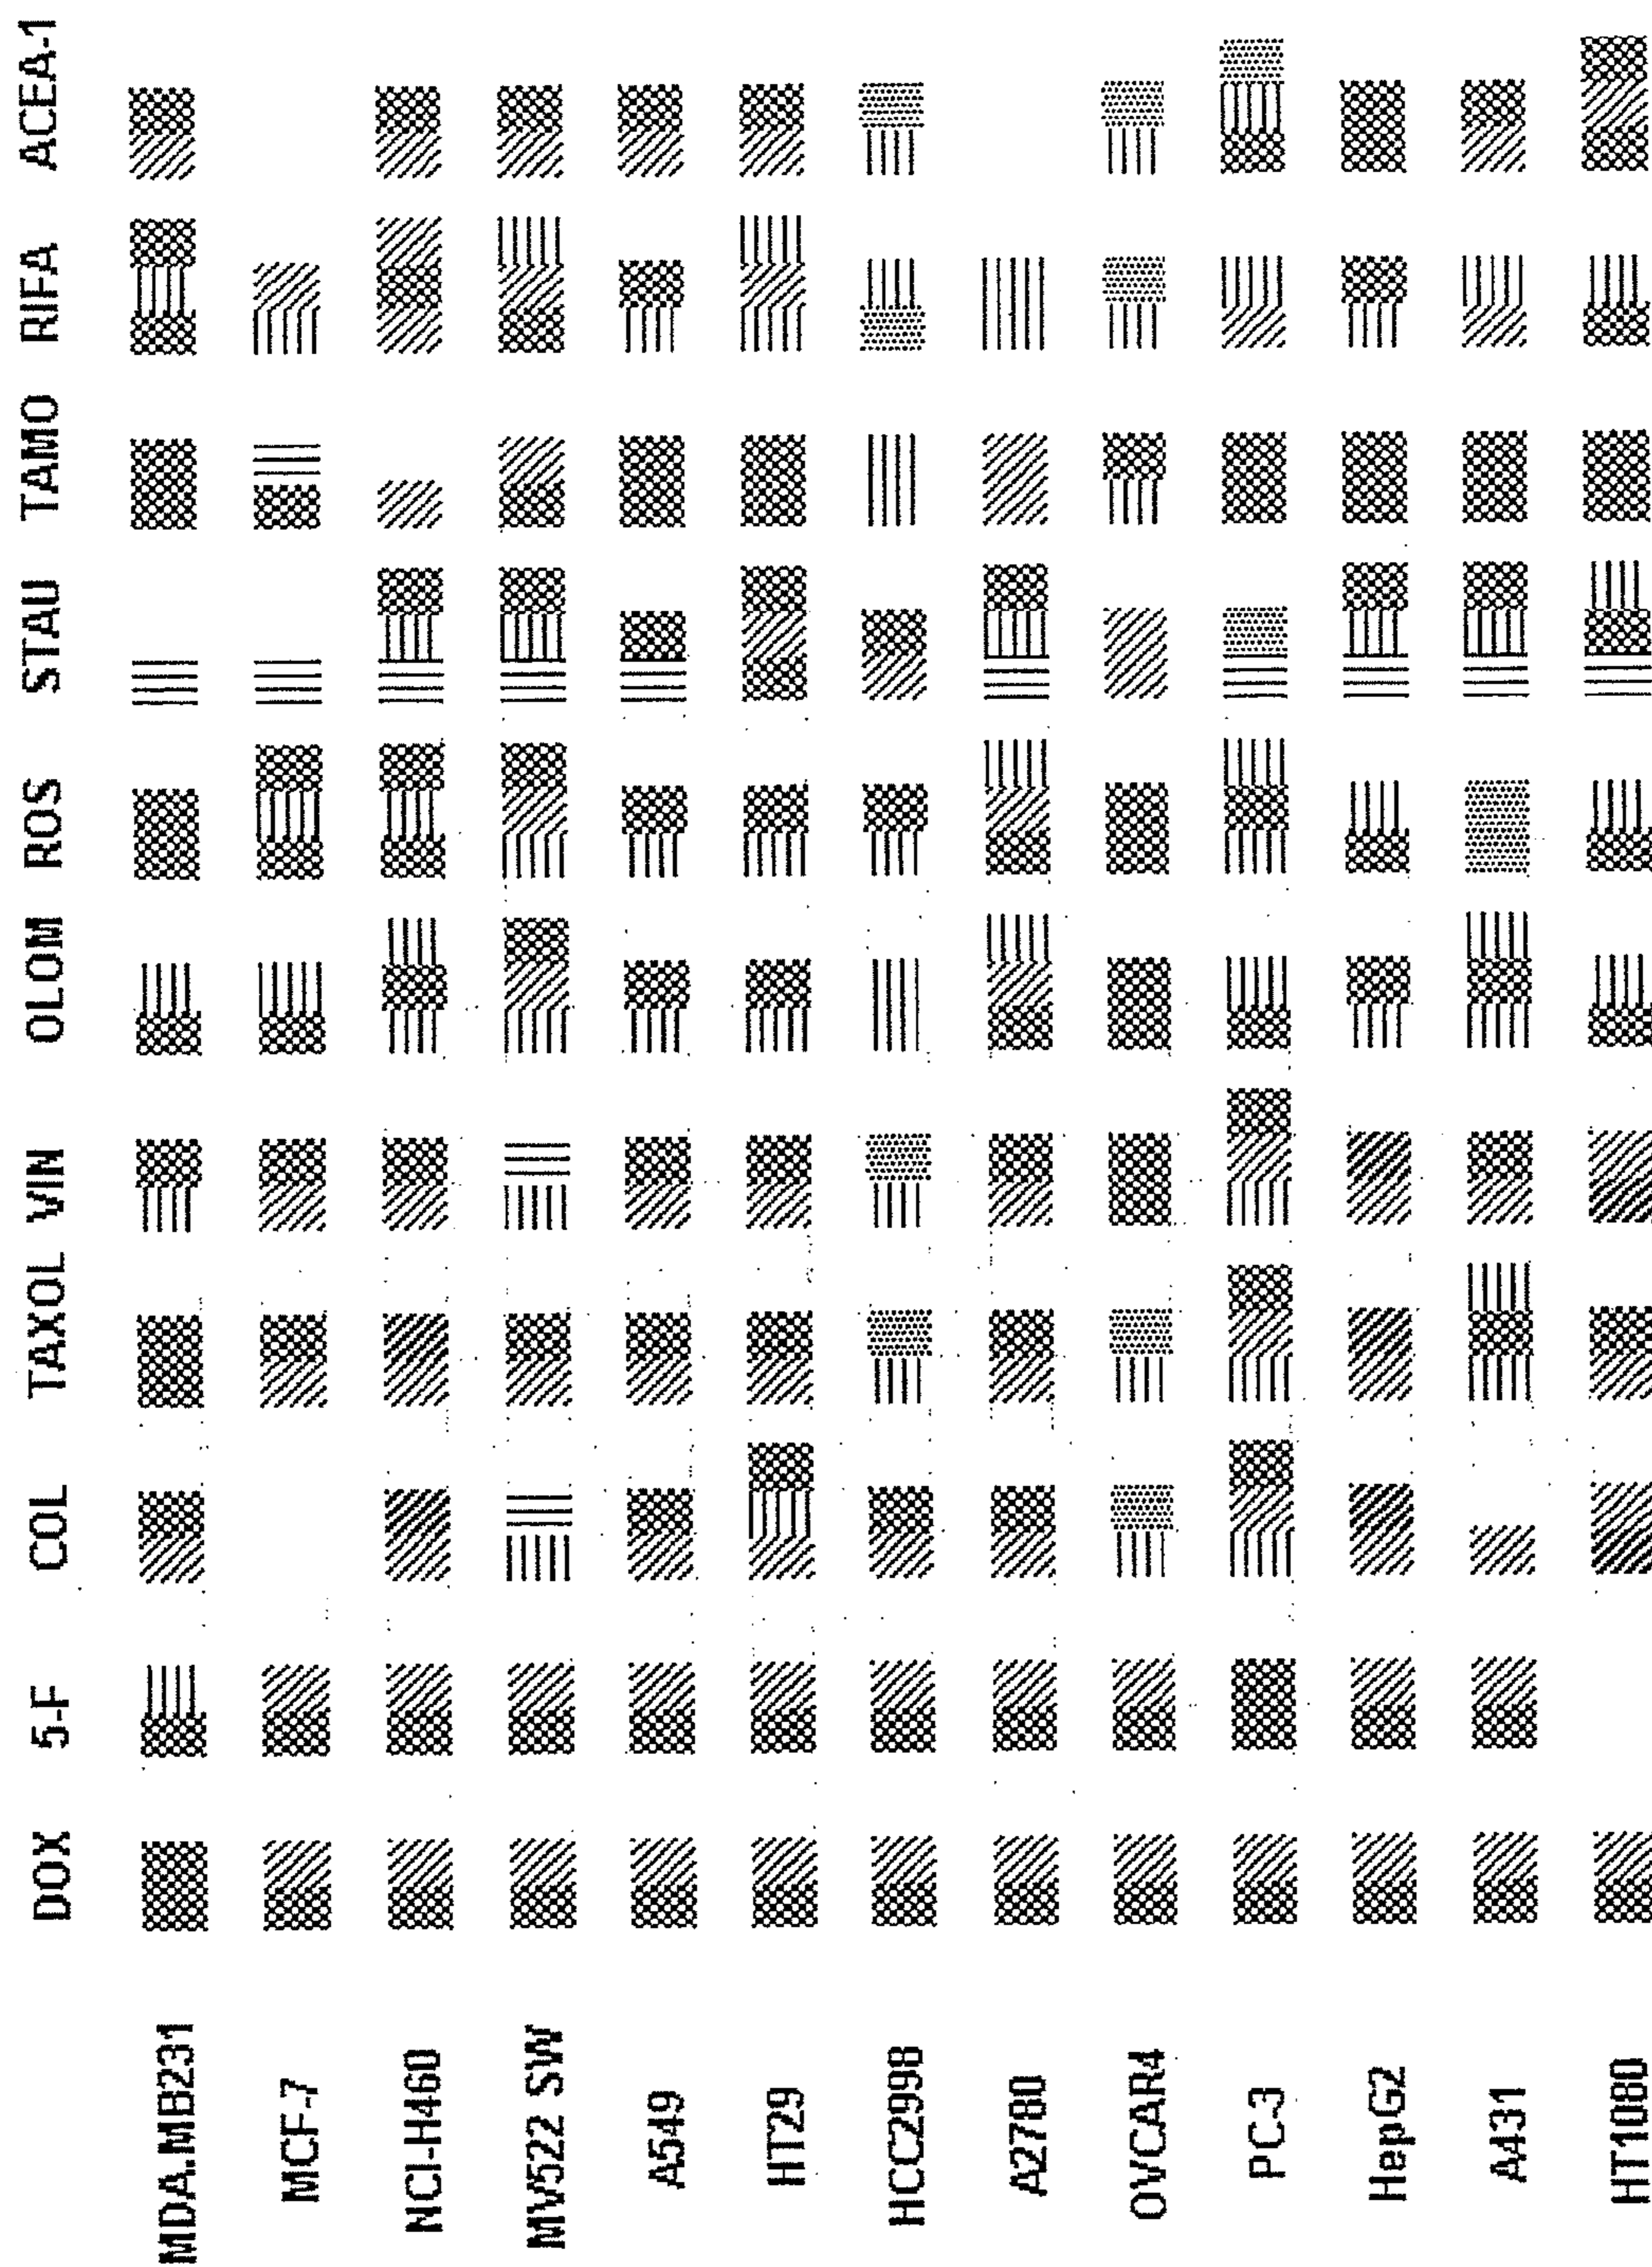 DOX 5-F COL TAXOL VIN OLOM ROS STAU TAMO RIFA ACEA-1
MDA.MB231
MCF-7
NCI-H460
MV522 SW
A549
HT29
HCC2998
A2780
OVCAR4
PC-3
HepG2
A431
HT1080